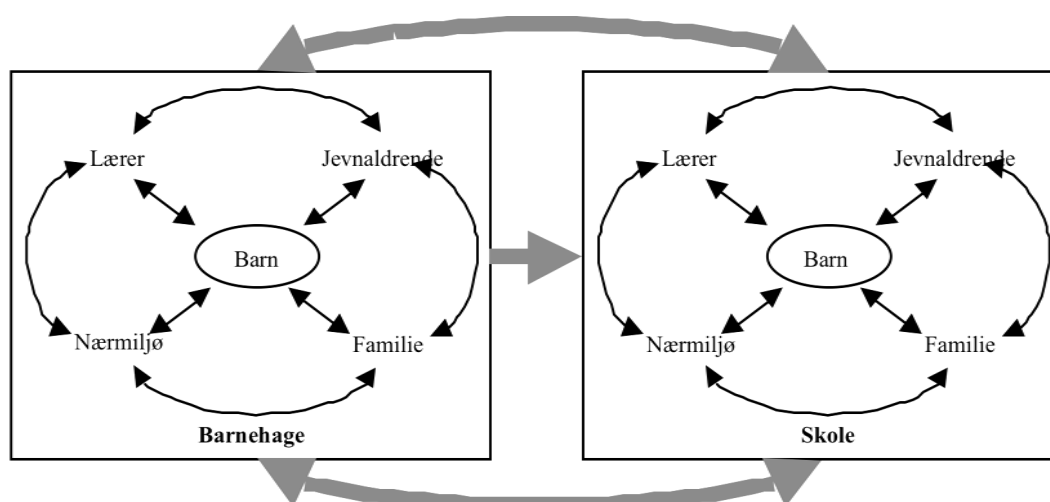 Lærer
Jevnaldrende
Barn
Nærmiljø
Familie
Barnehage
Lærer
Jevnaldrende
Barn
Nærmiljø
Familie
Skole